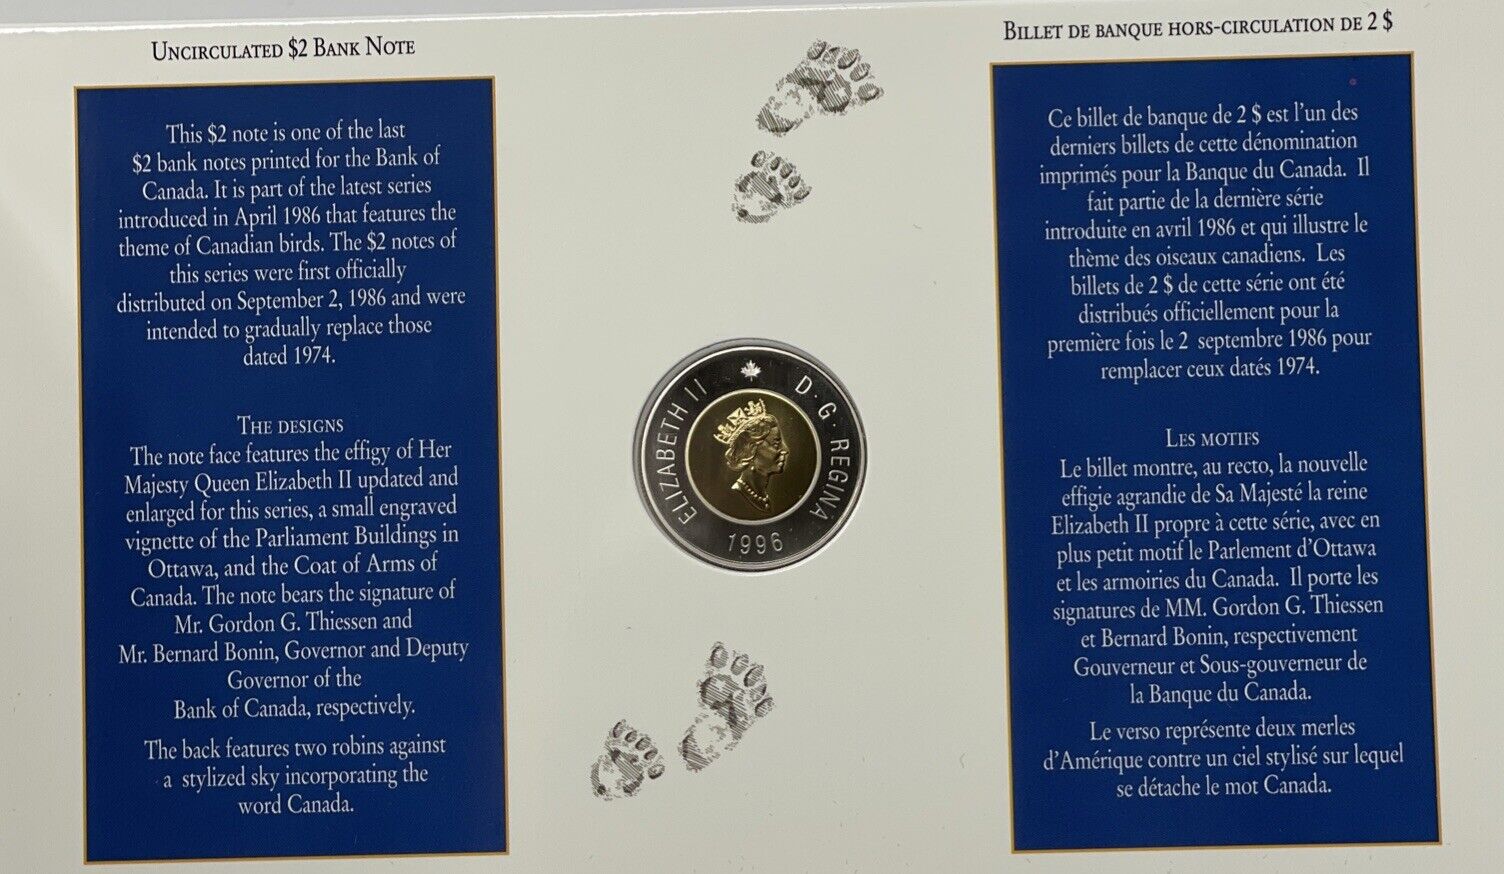 UNCIRCULATED $2 BANK NOTE
This $2 note is one of the last
$2 bank notes printed for the Bank of
Canada. It is part of the latest series
introduced in April 1986 that features the
theme of Canadian birds. The $2 notes of
this series were first officially
distributed on September 2, 1986 and were
intended to gradually replace those
dated 1974.
THE DESIGNS
The note face features the effigy of Her
Majesty Queen Elizabeth II updated and
enlarged for this series, a small engraved
vignette of the Parliament Buildings in
Ottawa, and the Coat of Arms of
Canada. The note bears the signature of
Mr. Gordon G. Thiessen and
Mr. Bernard Bonin, Governor and Deputy
Governor of the
Bank of Canada, respectively.
The back features two robins against
a stylized sky incorporating the
word Canada.
ELIZABETH II D·G·REGINA
1996
BILLET DE BANQUE HORS-CIRCULATION DE 2 $
Ce billet de banque de 2 $ est l'un des
derniers billets de cette dénomination
imprimés pour la Banque du Canada. Il
fait partie de la dernière série
introduite en avril 1986 et qui illustre le
thème des oiseaux canadiens. Les
billets de 2 $ de cette série ont été
distribués officiellement pour la
première fois le 2 septembre 1986 pour
remplacer ceux datés 1974.
LES MOTIFS
Le billet montre, au recto, la nouvelle
effigie agrandie de Sa Majesté la reine
Elizabeth II propre à cette série, avec en
plus petit motif le Parlement d'Ottawa
et les armoiries du Canada. Il porte les
signatures de MM. Gordon G. Thiessen
et Bernard Bonin, respectivement
Gouverneur et Sous-gouverneur de
la Banque du Canada.
Le verso représente deux merles
d'Amérique contre un ciel stylisé sur lequel
se détache le mot Canada.